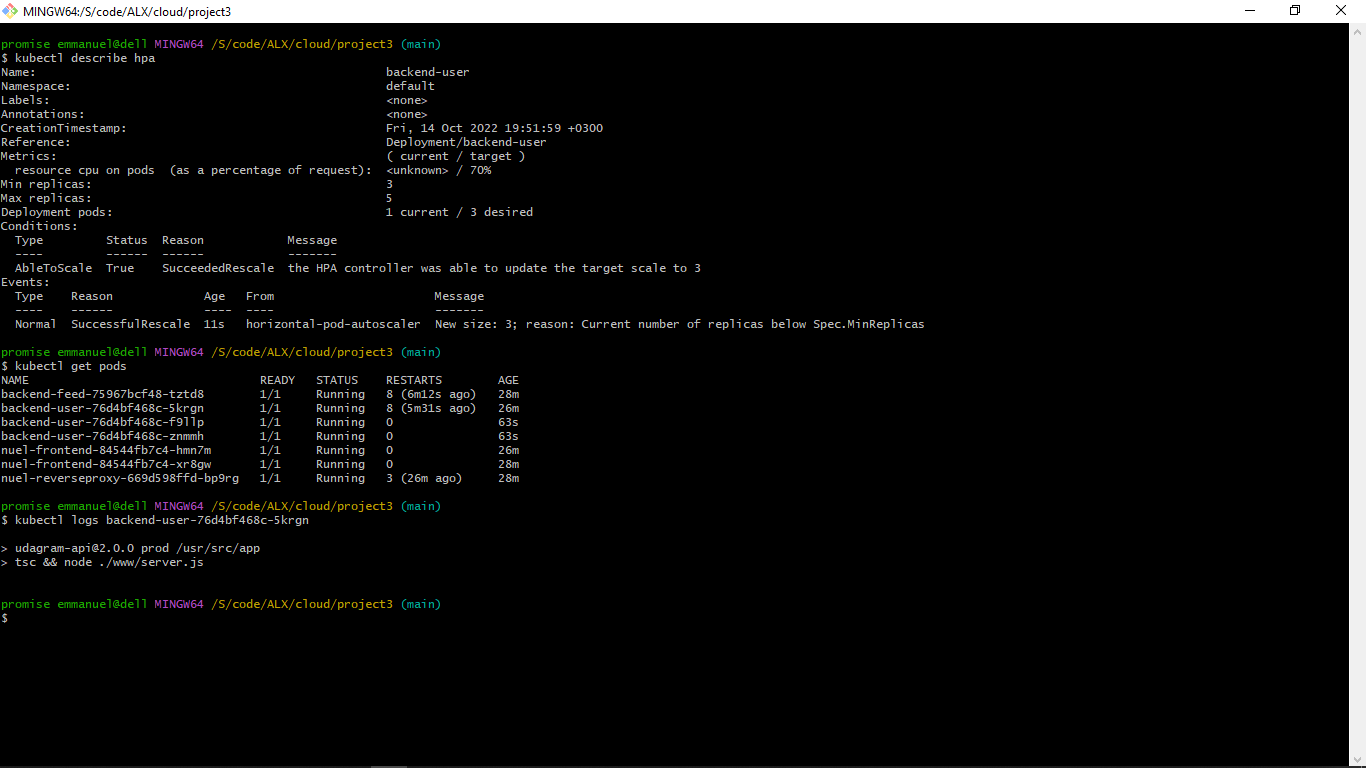 MINGW64:/S/code/ALX/cloud/project3
promise emmanuel@dell MINGW64 /S/code/ALX/cloud/project3 (main)
$ kubectl describe hpa
Name:                                                  backend-user
Namespace:                                             default
Labels:                                                <none>
Annotations:                                           <none>
CreationTimestamp:                                     Fri, 14 Oct 2022 19:51:59 +0300
Reference:                                             Deployment/backend-user
Metrics:                                               ( current / target )
  resource cpu on pods  (as a percentage of request):  <unknown> / 70%
Min replicas:                                          3
Max replicas:                                          5
Deployment pods:                                       1 current / 3 desired
Conditions:
  Type         Status  Reason            Message
  ----         ------  ------            -------
  AbleToScale  True    SucceededRescale  the HPA controller was able to update the target scale to 3
Events:
  Type    Reason             Age   From                       Message
  ----    ------             ----  ----                       -------
  Normal  SuccessfulRescale  11s   horizontal-pod-autoscaler  New size: 3; reason: Current number of replicas below Spec.MinReplicas
promise emmanuel@dell MINGW64 /S/code/ALX/cloud/project3 (main)
$ kubectl get pods
NAME                                 READY   STATUS    RESTARTS        AGE
backend-feed-75967bcf48-tztd8        1/1     Running   8 (6m12s ago)   28m
backend-user-76d4bf468c-5krgn        1/1     Running   8 (5m31s ago)   26m
backend-user-76d4bf468c-f9llp        1/1     Running   0               63s
backend-user-76d4bf468c-znmmh        1/1     Running   0               63s
nuel-frontend-84544fb7c4-hmn7m       1/1     Running   0               26m
nuel-frontend-84544fb7c4-xr8gw       1/1     Running   0               28m
nuel-reverseproxy-669d598ffd-bp9rg   1/1     Running   3 (26m ago)     28m
promise emmanuel@dell MINGW64 /S/code/ALX/cloud/project3 (main)
$ kubectl logs backend-user-76d4bf468c-5krgn
> udagram-api@2.0.0 prod /usr/src/app
> tsc && node ./www/server.js
promise emmanuel@dell MINGW64 /S/code/ALX/cloud/project3 (main)
$